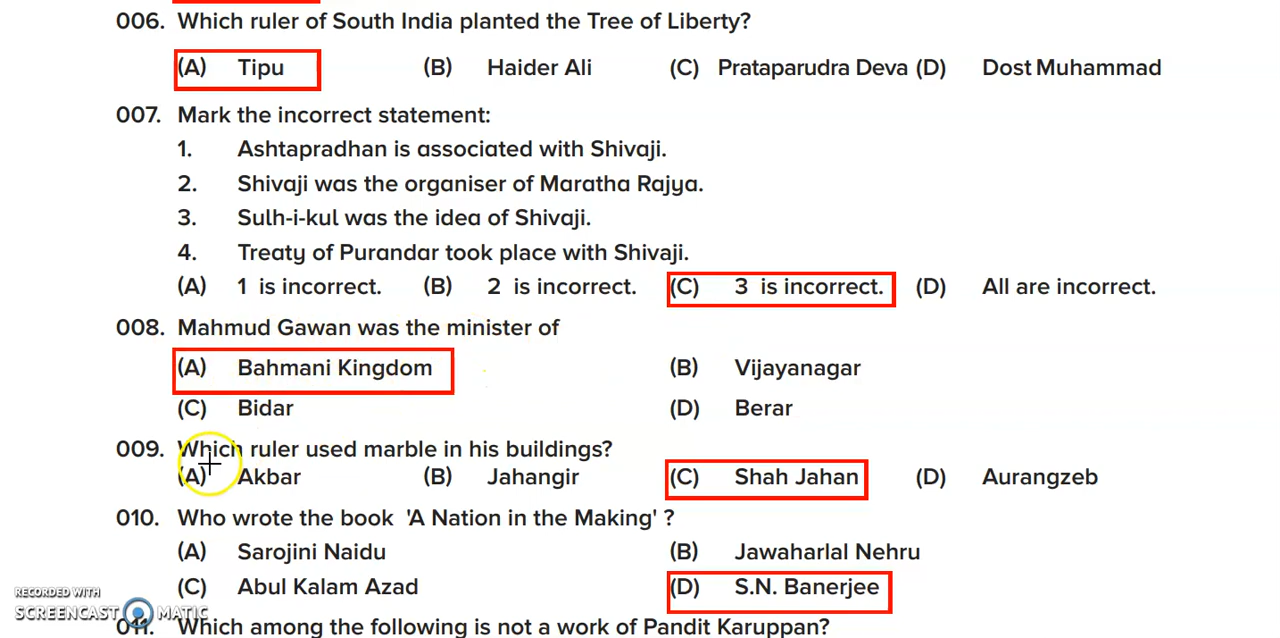 006. Which ruler of South India planted the Tree of Liberty?
(A) Tipu (B) Haider Ali (C) Prataparudra Deva (D) Dost Muhammad
007. Mark the incorrect statement:
1. Ashtapradhan is associated with Shivaji.
2. Shivaji was the organiser of Maratha Rajya.
3. Sulh-i-kul was the idea of Shivaji.
4. Treaty of Purandar took place with Shivaji.
(A) 1 is incorrect. (B) 2 is incorrect. (C) 3 is incorrect. (D) All are incorrect.
008. Mahmud Gawan was the minister of
(A) Bahmani Kingdom (B) Vijayanagar
(C) Bidar (D) Berar
009. Which ruler used marble in his buildings?
(A) Akbar (B) Jahangir (C) Shah Jahan (D) Aurangzeb
010. Who wrote the book 'A Nation in the Making' ?
(A) Sarojini Naidu (B) Jawaharlal Nehru
(C) Abul Kalam Azad (D) S.N. Banerjee
RECORDED WITH
SCREENCAST MATIC
011. Which among the following is not a work of Pandit Karuppan?